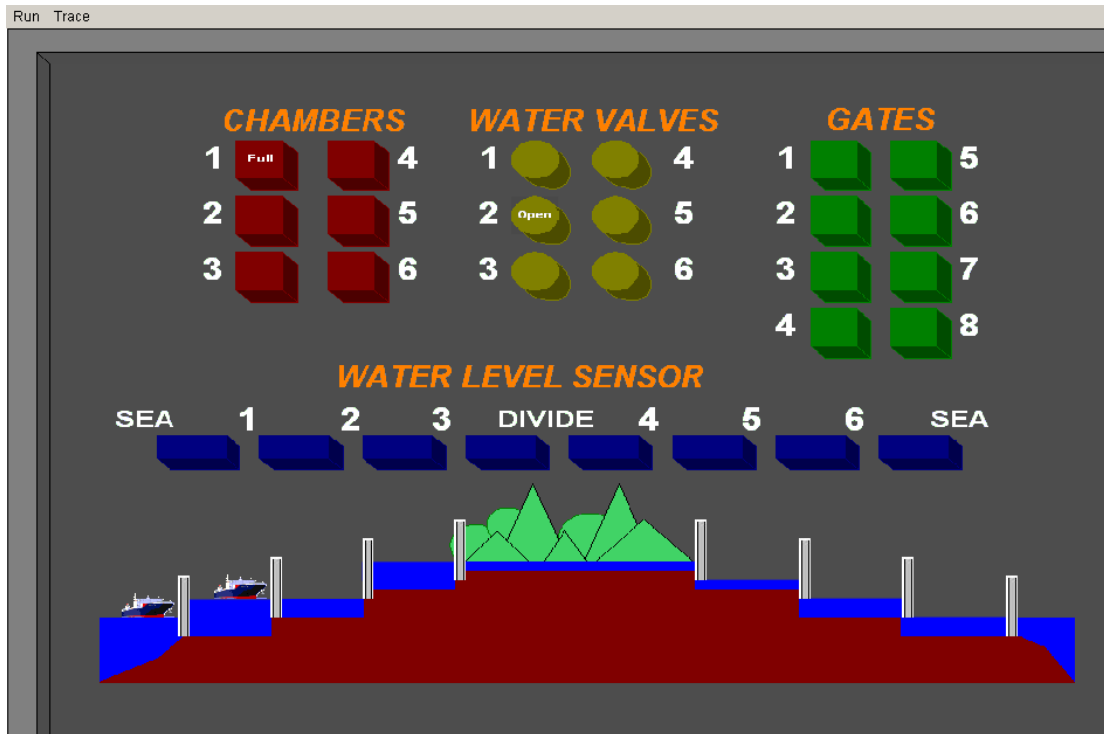 Run Trace
CHAMBERS WATER VALVES GATES
1 Full 4 1 4 1 5
2 5 2 Open 5 2 6
3 6 3 6 3 7
4 8
WATER LEVEL SENSOR
SEA 1 2 3 DIVIDE 4 5 6 SEA